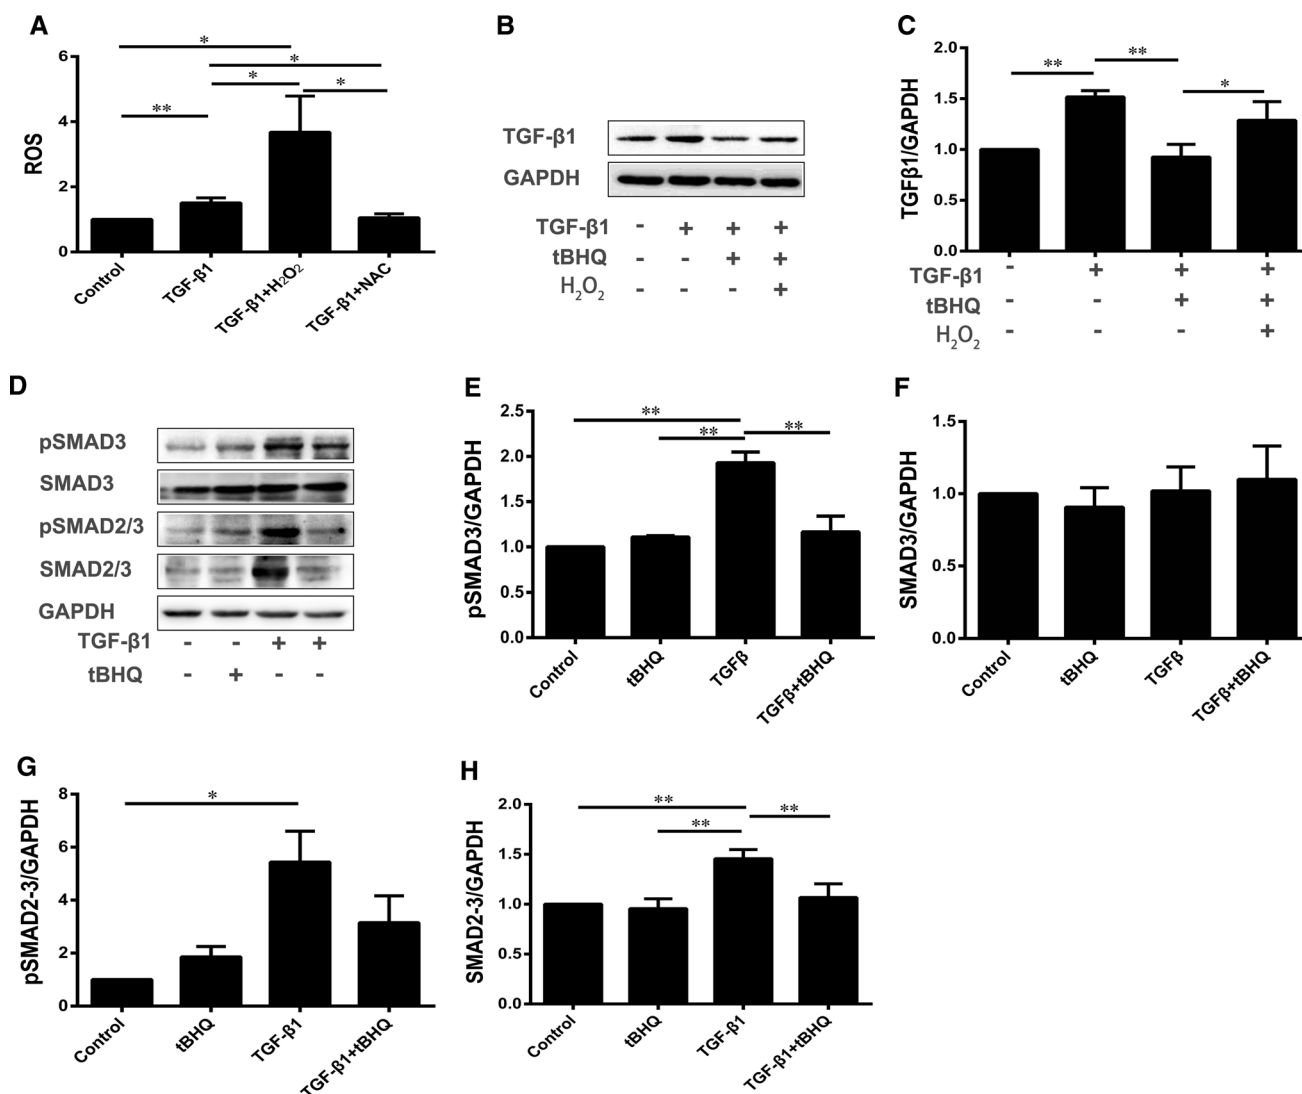 A
6
4
2
0
ROS
*
*
*
*
**
Control
TGF-β1
TGF-β1+H₂O₂
TGF-β1+NAC
B
TGF-β1
GAPDH
TGF-β1 - + + +
tBHQ - - + +
H₂O₂ - - - +
C
2.0
1.5
1.0
0.5
0.0
TGFβ1/GAPDH
**
**
*
TGF-β1 - + + +
tBHQ - - + +
H₂O₂ - - - +
D
pSMAD3
SMAD3
pSMAD2/3
SMAD2/3
GAPDH
TGF-β1 - - + +
tBHQ - + - -
E
2.5
2.0
1.5
1.0
0.5
0.0
pSMAD3/GAPDH
**
**
**
Control
tBHQ
TGFβ
TGFβ+tBHQ
F
1.5
1.0
0.5
0.0
SMAD3/GAPDH
Control
tBHQ
TGFβ
TGFβ+tBHQ
G
8
6
4
2
0
pSMAD2-3/GAPDH
*
Control
tBHQ
TGF-β1
TGF-β1+tBHQ
H
2.0
1.5
1.0
0.5
0.0
SMAD2-3/GAPDH
**
**
**
Control
tBHQ
TGF-β1
TGF-β1+tBHQ